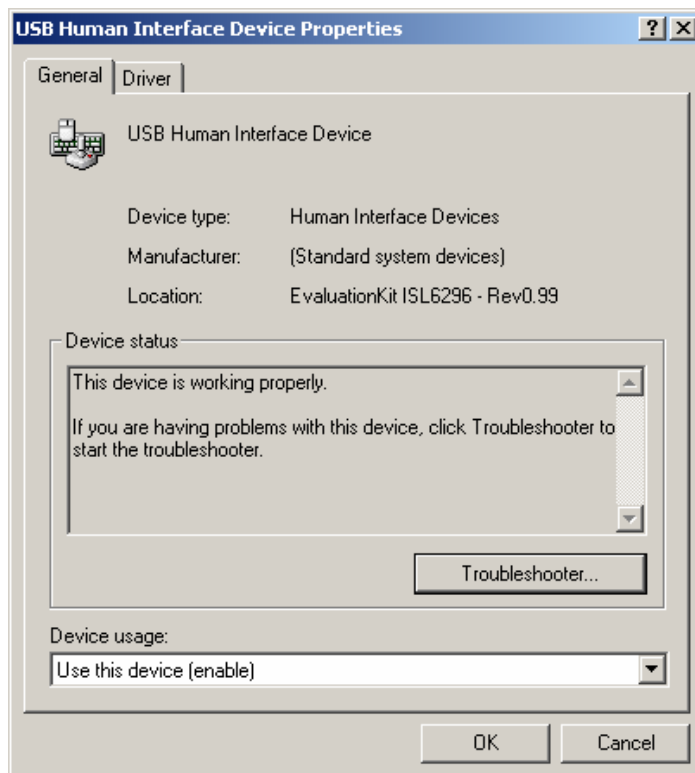 USB Human Interface Device Properties
General
Driver
USB Human Interface Device
Device type: Human Interface Devices
Manufacturer: (Standard system devices)
Location: EvaluationKit ISL6296 - Rev0.99
Device status
This device is working properly.
If you are having problems with this device, click Troubleshooter to
start the troubleshooter.
Troubleshooter...
Device usage:
Use this device (enable)
OK
Cancel